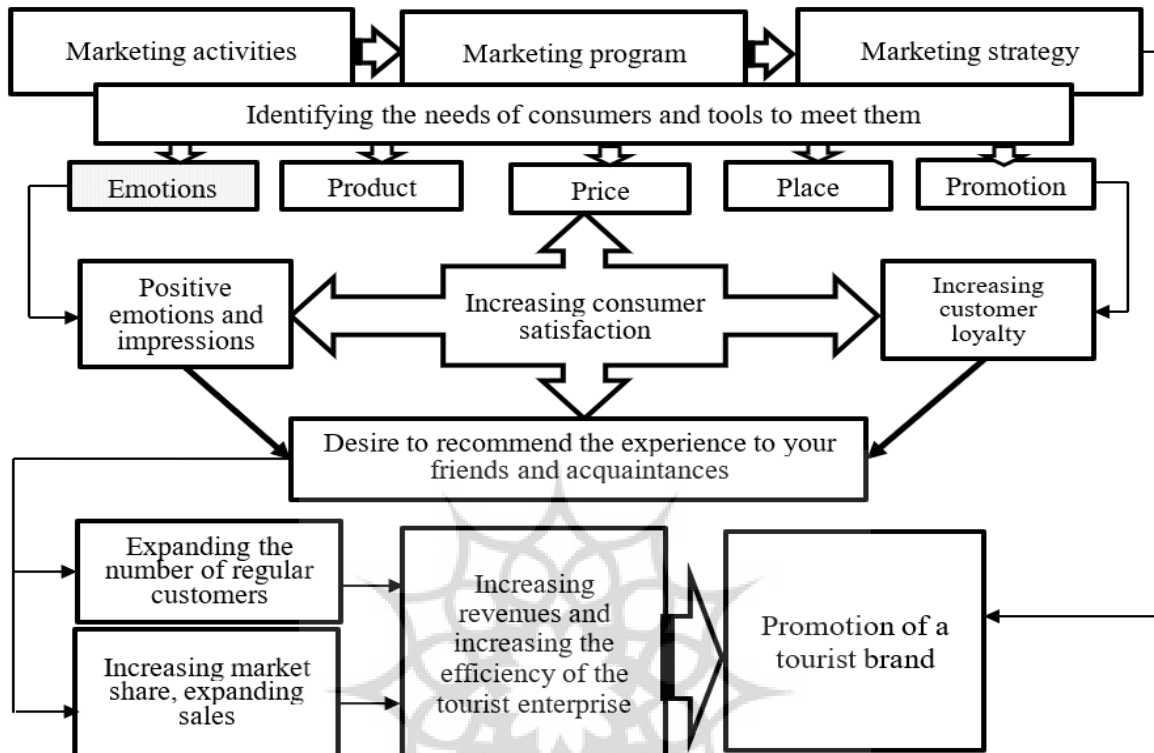 Marketing activities
Marketing program
Marketing strategy
Identifying the needs of consumers and tools to meet them
Emotions
Product
Price
Place
Promotion
Positive
emotions and
impressions
Increasing consumer
satisfaction
Increasing
customer
loyalty
Desire to recommend the experience to your
friends and acquaintances
Expanding the
number of regular
customers
Increasing market
share, expanding
sales
Increasing
revenues and
increasing the
efficiency of the
tourist enterprise
Promotion of a
tourist brand